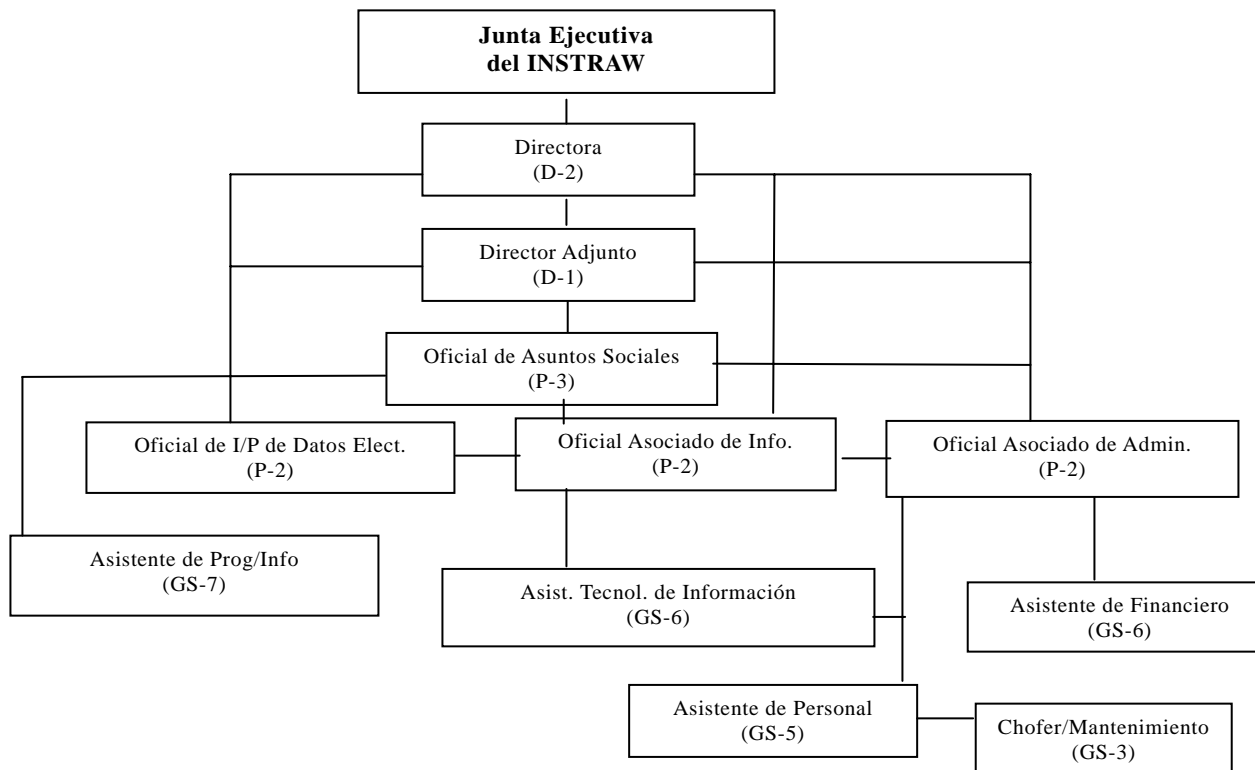 Junta Ejecutiva
del INSTRAW
Directora
(D-2)
Director Adjunto
(D-1)
Oficial de Asuntos Sociales
(P-3)
Oficial de I/P de Datos Elect.
(P-2)
Oficial Asociado de Info.
(P-2)
Oficial Asociado de Admin.
(P-2)
Asistente de Prog/Info
(GS-7)
Asist. Tecnol. de Información
(GS-6)
Asistente de Financiero
(GS-6)
Asistente de Personal
(GS-5)
Chofer/Mantenimiento
(GS-3)